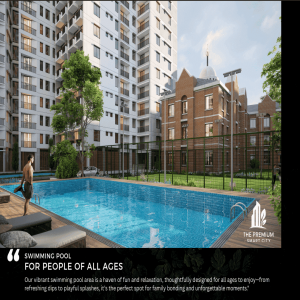 THE PREMIUM
SMART CITY
“
SWIMMING POOL
FOR PEOPLE OF ALL AGES
Our vibrant swimming pool area is a haven of fun and relaxation, thoughtfully designed for all ages to enjoy—from
refreshing dips to playful splashes, it's the perfect spot for family bonding and unforgettable moments."